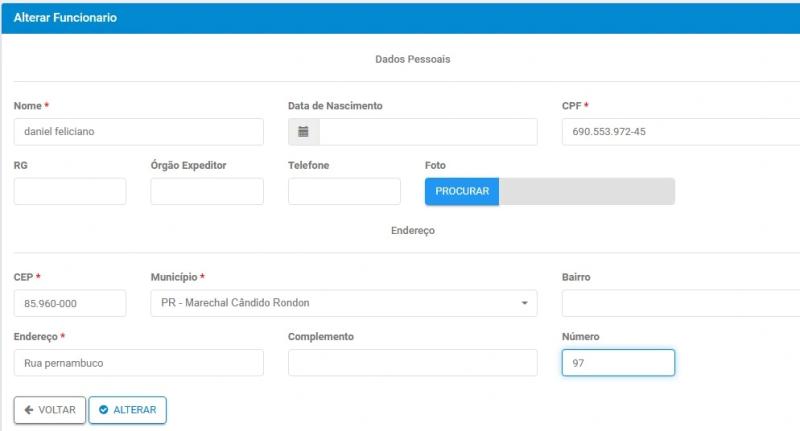 Alterar Funcionario
Dados Pessoais
Nome * Data de Nascimento CPF *
daniel feliciano 690.553.972-45
RG Órgão Expeditor Telefone Foto
PROCURAR
Endereço
CEP * Município * Bairro
85.960-000 PR - Marechal Cândido Rondon
Endereço * Complemento Número
Rua pernambuco 97
VOLTAR ALTERAR